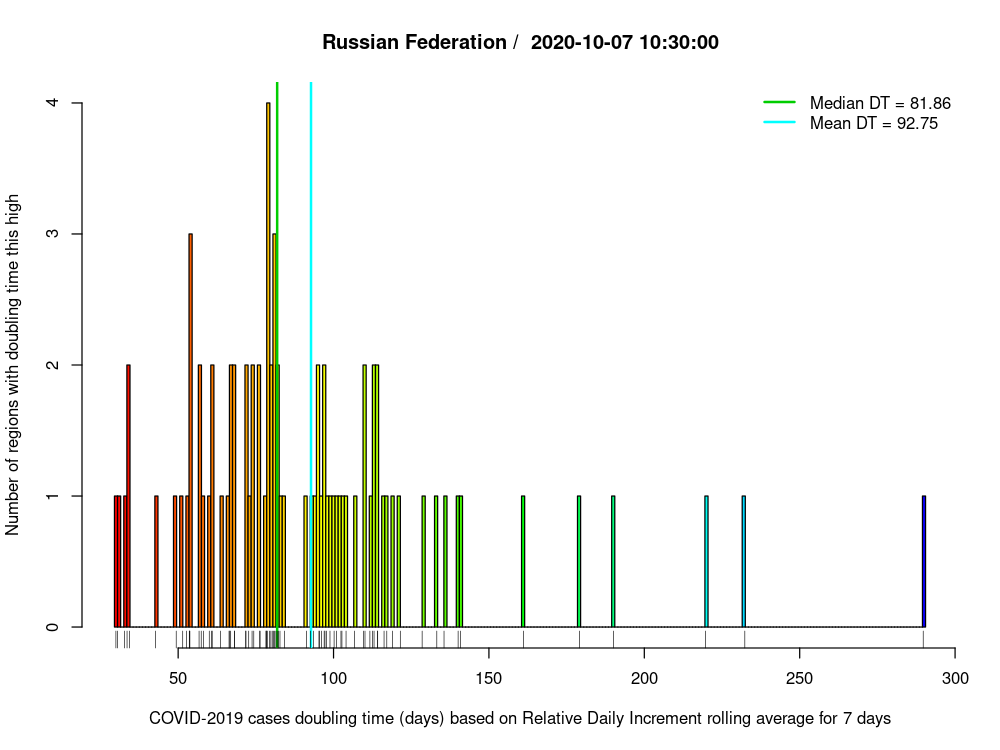 Russian Federation /  2020-10-07 10:30:00
Median DT = 81.86
Mean DT = 92.75
Number of regions with doubling time this high
4
3
2
1
0
50 100 150 200 250 300
COVID-2019 cases doubling time (days) based on Relative Daily Increment rolling average for 7 days